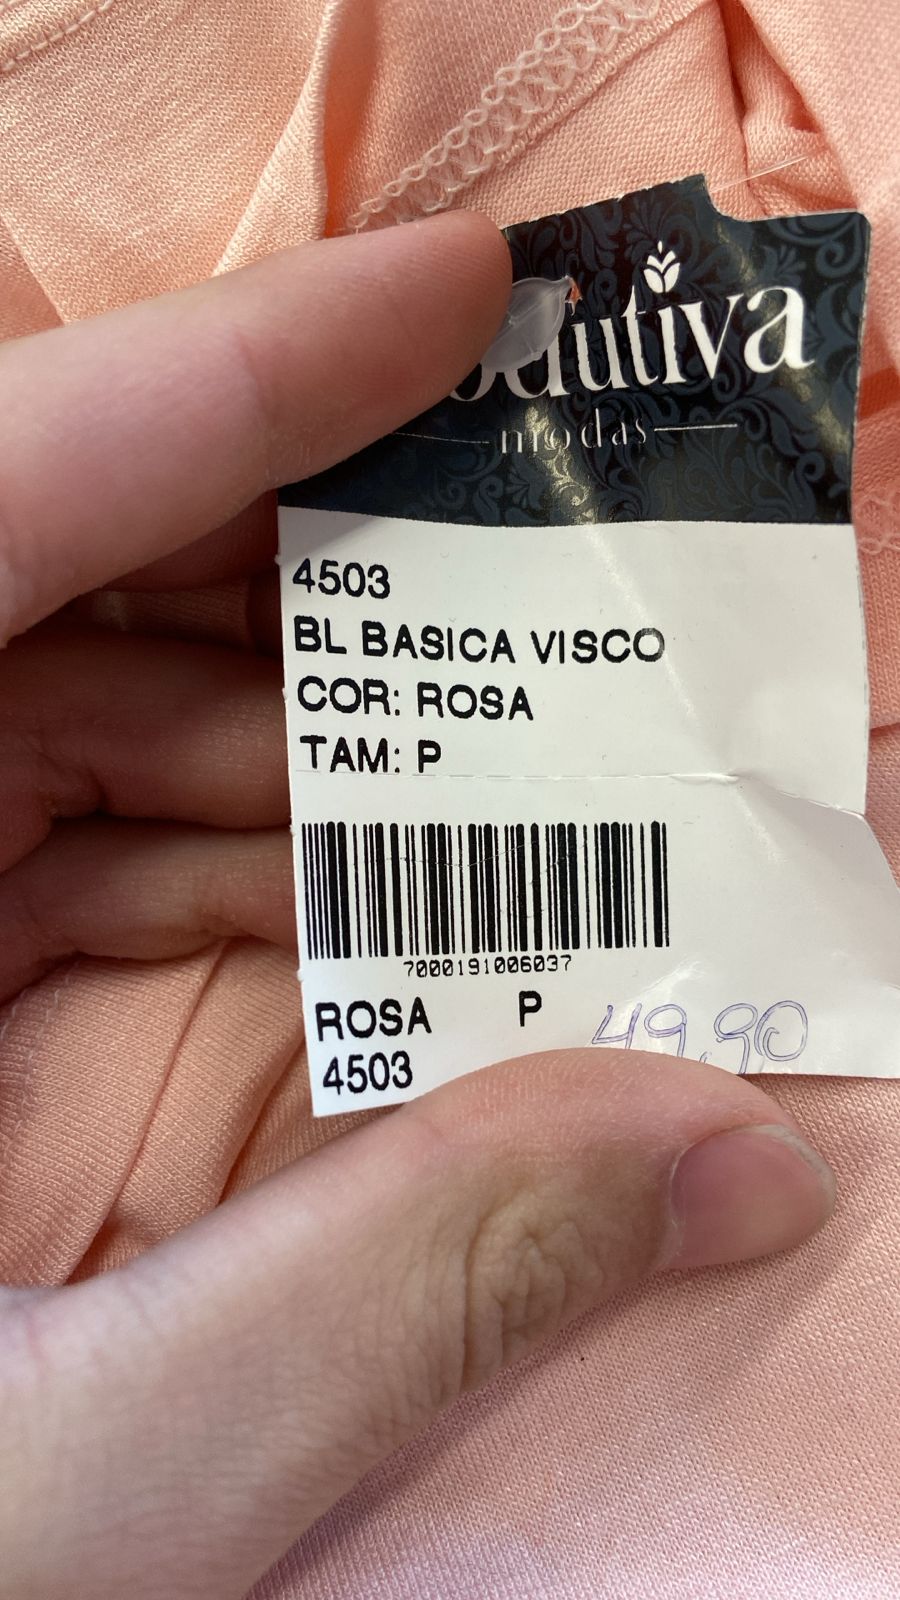 modas
4503
BL BASICA VISCO
COR: ROSA
TAM: P
7000191006037
ROSA P 49,90
4503